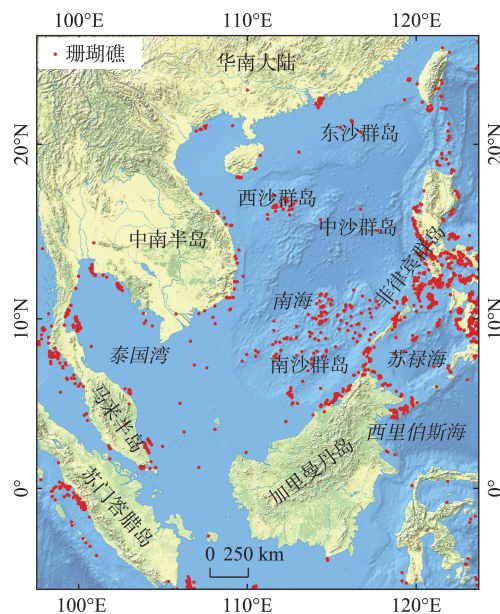 100°E
110°E
120°E
珊瑚礁
华南大陆
东沙群岛
20°N
20°N
西沙群岛
中沙群岛
中南半岛
菲律宾群岛
南海
10°N
10°N
泰国湾
南沙群岛
苏禄海
马来半岛
西里伯斯海
加里曼丹岛
苏门答腊岛
0°
0°
0 250 km
100°E
110°E
120°E